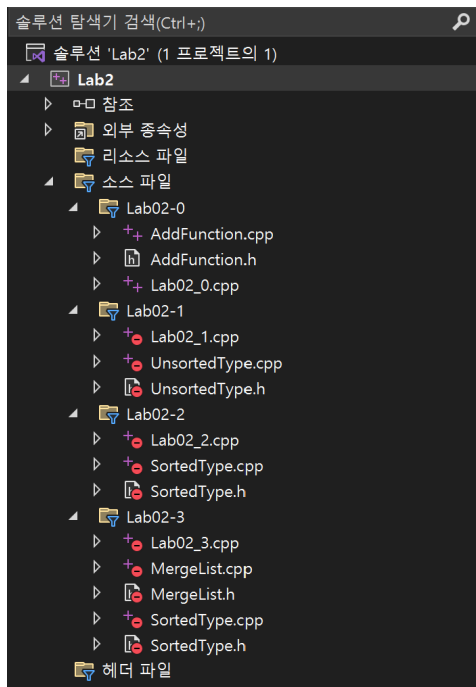 솔루션 탐색기 검색(Ctrl+;)
솔루션 'Lab2' (1 프로젝트의 1)
Lab2
참조
외부 종속성
리소스 파일
소스 파일
Lab02-0
AddFunction.cpp
AddFunction.h
Lab02_0.cpp
Lab02-1
Lab02_1.cpp
UnsortedType.cpp
UnsortedType.h
Lab02-2
Lab02_2.cpp
SortedType.cpp
SortedType.h
Lab02-3
Lab02_3.cpp
MergeList.cpp
MergeList.h
SortedType.cpp
SortedType.h
헤더 파일